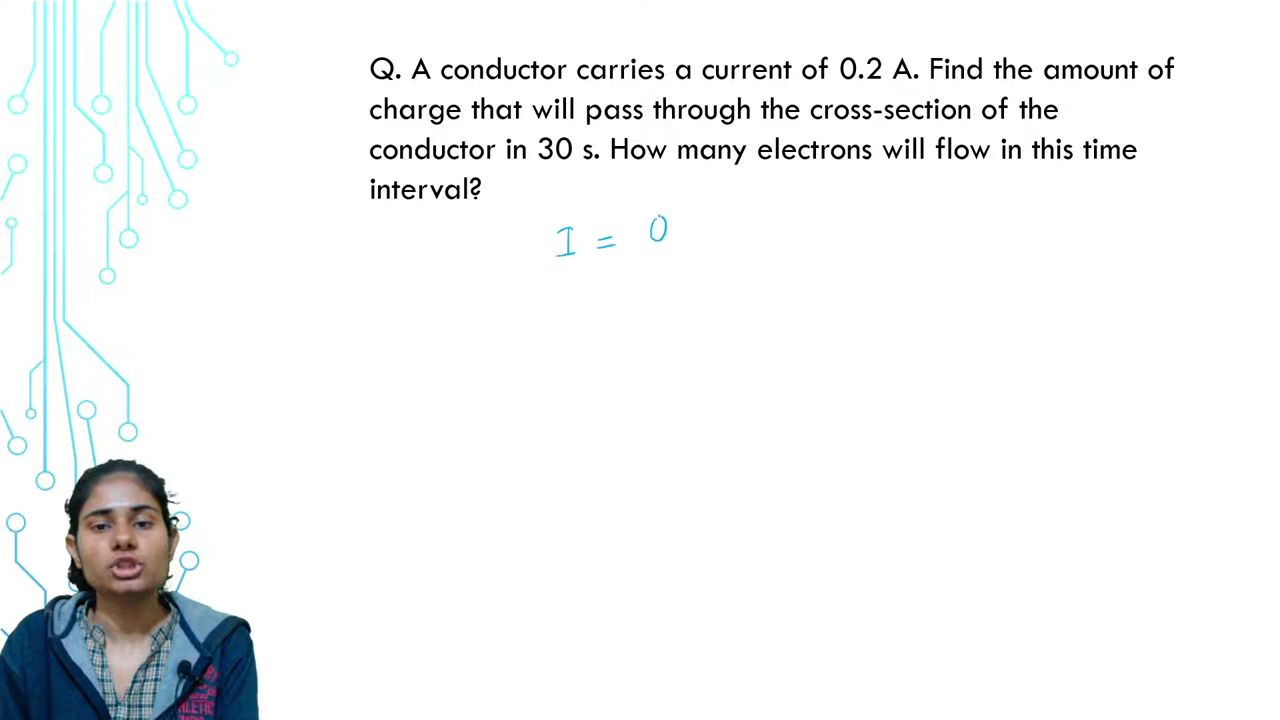 Q. A conductor carries a current of 0.2 A. Find the amount of
charge that will pass through the cross-section of the
conductor in 30 s. How many electrons will flow in this time
interval?
I = 0